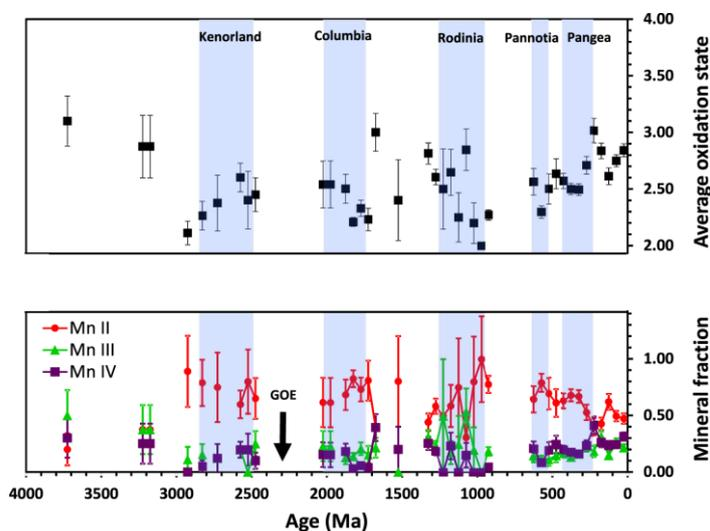 Kenorland Columbia Rodinia Pannotia Pangea
4.00
3.50
3.00
2.50
2.00
Average oxidation state
Mn II
Mn III
Mn IV
GOE
1.00
0.50
0.00
Mineral fraction
4000 3500 3000 2500 2000 1500 1000 500 0
Age (Ma)